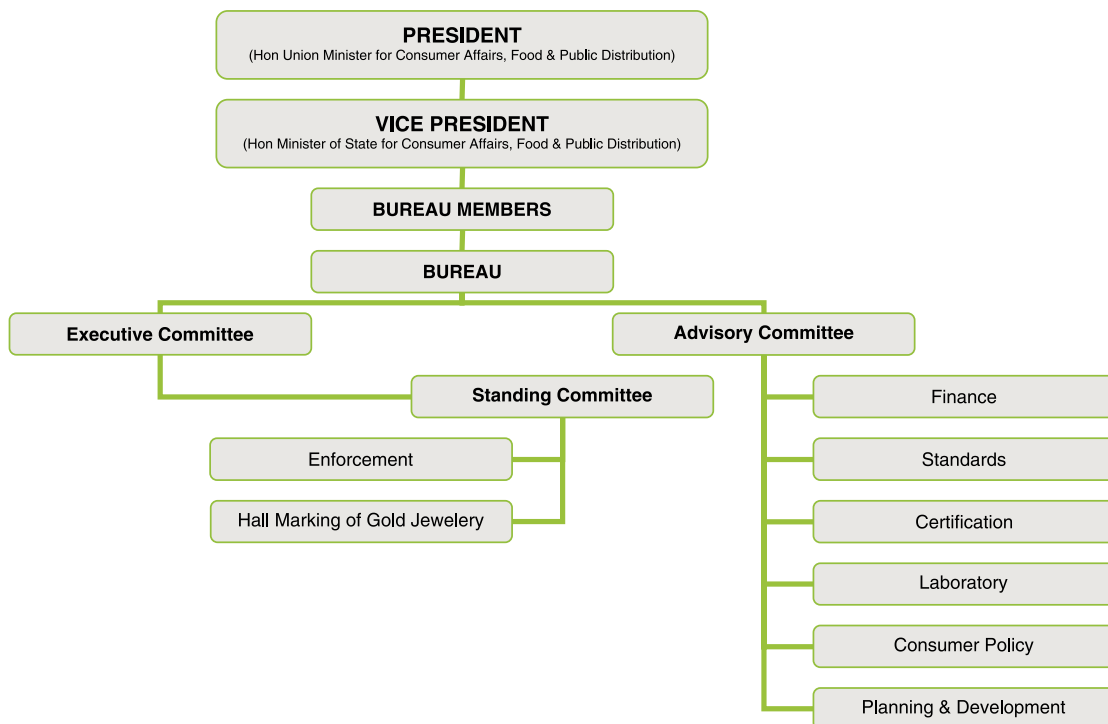 PRESIDENT
(Hon Union Minister for Consumer Affairs, Food & Public Distribution)
VICE PRESIDENT
(Hon Minister of State for Consumer Affairs, Food & Public Distribution)
BUREAU MEMBERS
BUREAU
Executive Committee
Advisory Committee
Standing Committee
Enforcement
Hall Marking of Gold Jewelery
Finance
Standards
Certification
Laboratory
Consumer Policy
Planning & Development